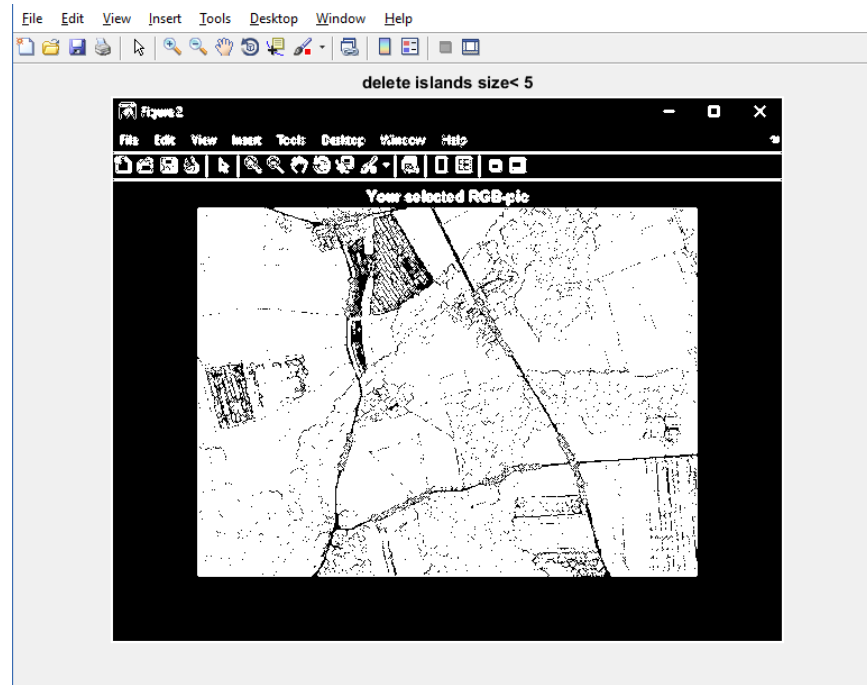 File Edit View Insert Tools Desktop Window Help
delete islands size< 5
Figure 2
File Edit View Insert Tools Desktop Window Help
Your selected RGB-pic